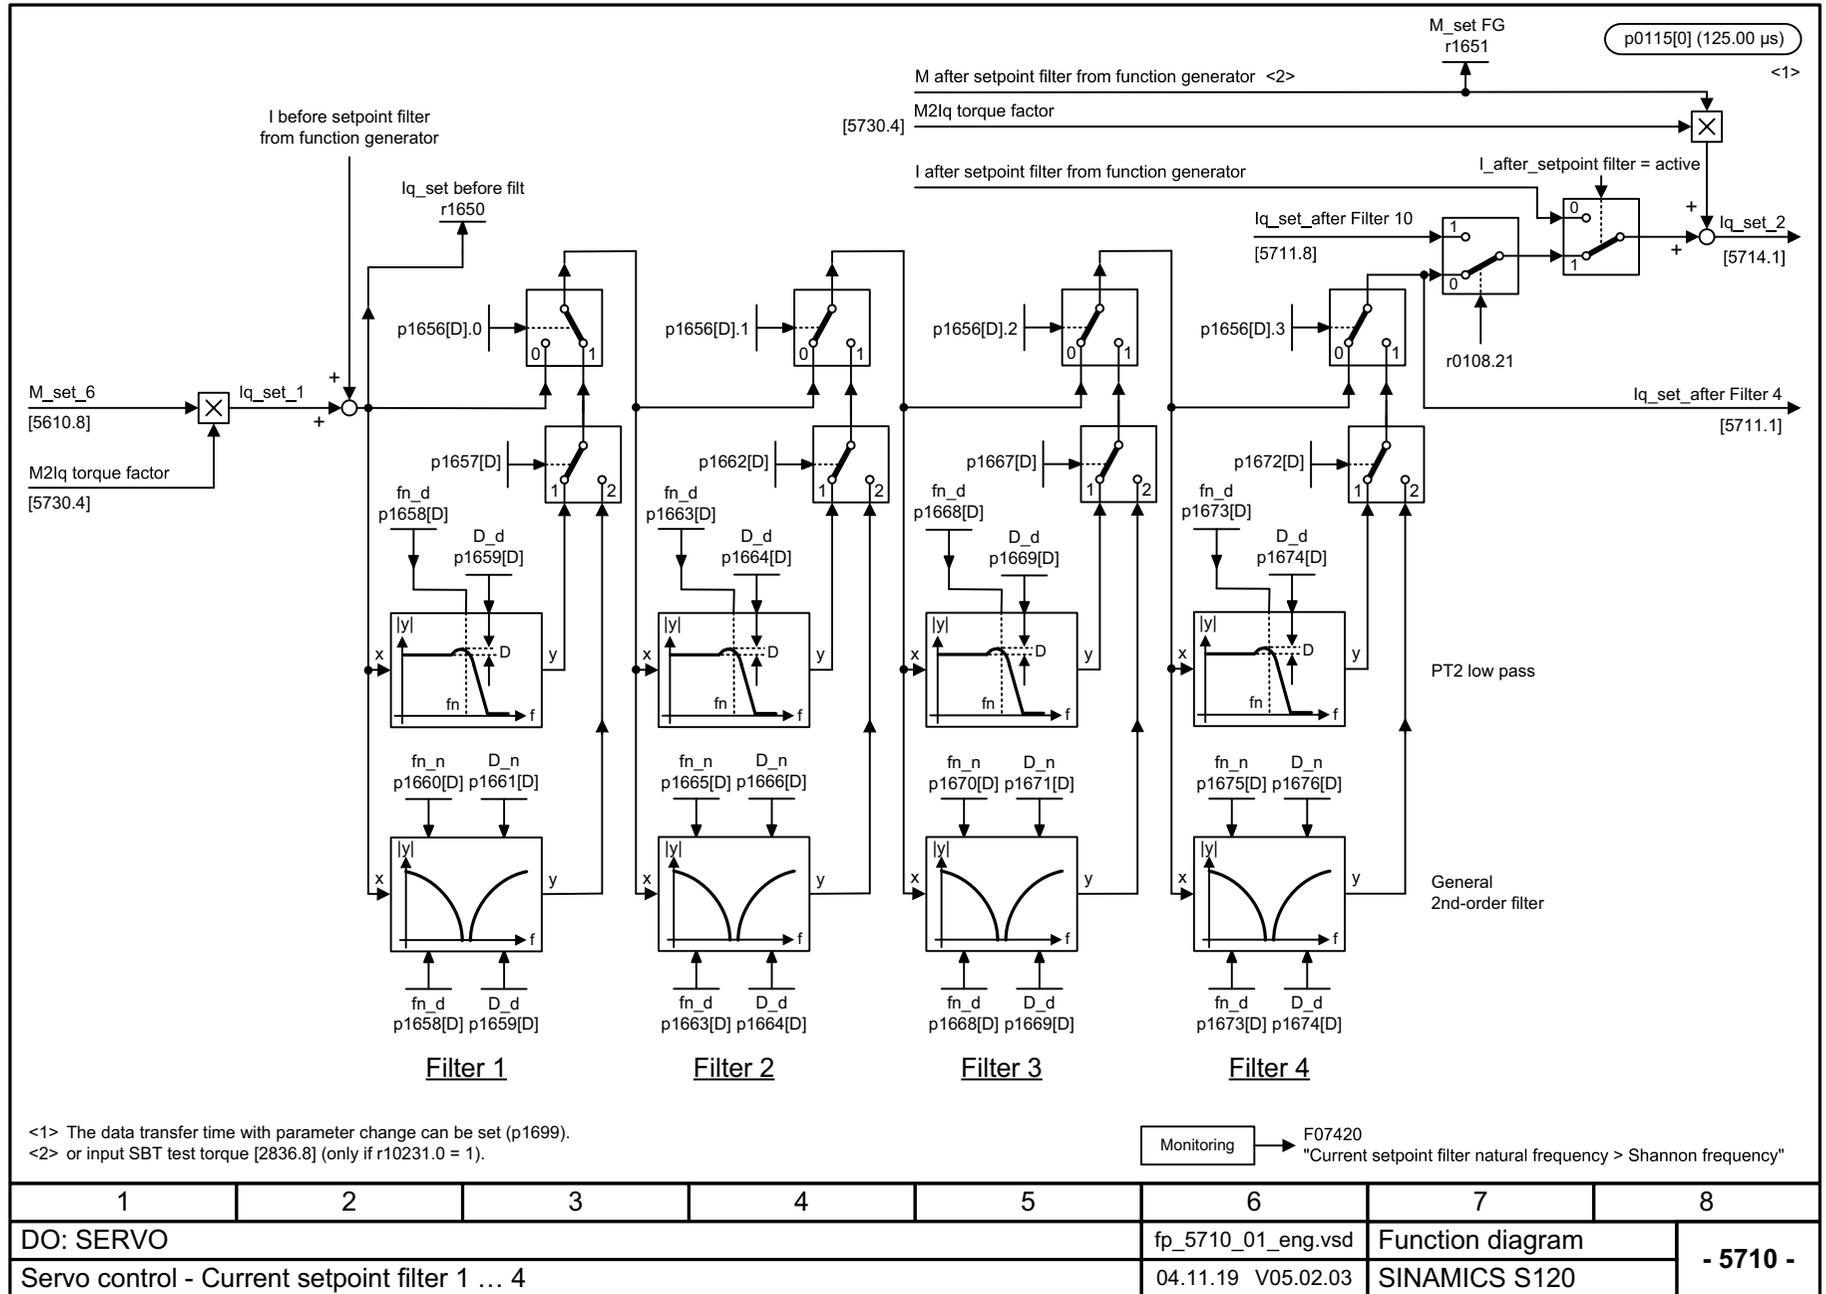 M_set FG
r1651
p0115[0] (125.00 µs)
<1>
M after setpoint filter from function generator <2>
M2Iq torque factor
[5730.4]
I before setpoint filter
from function generator
I after setpoint filter from function generator
I_after_setpoint filter = active
Iq_set before filt
r1650
Iq_set_after Filter 10
[5711.8]
1
0
0
1
+
+
Iq_set_2
[5714.1]
r0108.21
p1656[D].0
0
1
p1656[D].1
0
1
p1656[D].2
0
1
p1656[D].3
0
1
M_set_6
[5610.8]
Iq_set_1
+
+
Iq_set_after Filter 4
[5711.1]
M2Iq torque factor
[5730.4]
p1657[D]
1
2
p1662[D]
1
2
p1667[D]
1
2
p1672[D]
1
2
fn_d
p1658[D]
D_d
p1659[D]
fn_d
p1663[D]
D_d
p1664[D]
fn_d
p1668[D]
D_d
p1669[D]
fn_d
p1673[D]
D_d
p1674[D]
x
|y|
D
fn
f
y
x
|y|
D
fn
f
y
x
|y|
D
fn
f
y
x
|y|
D
fn
f
y
PT2 low pass
fn_n
p1660[D]
D_n
p1661[D]
fn_n
p1665[D]
D_n
p1666[D]
fn_n
p1670[D]
D_n
p1671[D]
fn_n
p1675[D]
D_n
p1676[D]
x
|y|
f
y
x
|y|
f
y
x
|y|
f
y
x
|y|
f
y
General
2nd-order filter
fn_d
p1658[D]
D_d
p1659[D]
fn_d
p1663[D]
D_d
p1664[D]
fn_d
p1668[D]
D_d
p1669[D]
fn_d
p1673[D]
D_d
p1674[D]
Filter 1
Filter 2
Filter 3
Filter 4
<1> The data transfer time with parameter change can be set (p1699).
<2> or input SBT test torque [2836.8] (only if r10231.0 = 1).
Monitoring
F07420
"Current setpoint filter natural frequency > Shannon frequency"
1 2 3 4 5 6 7 8
DO: SERVO
fp_5710_01_eng.vsd
Function diagram
- 5710 -
Servo control - Current setpoint filter 1 … 4
04.11.19 V05.02.03
SINAMICS S120